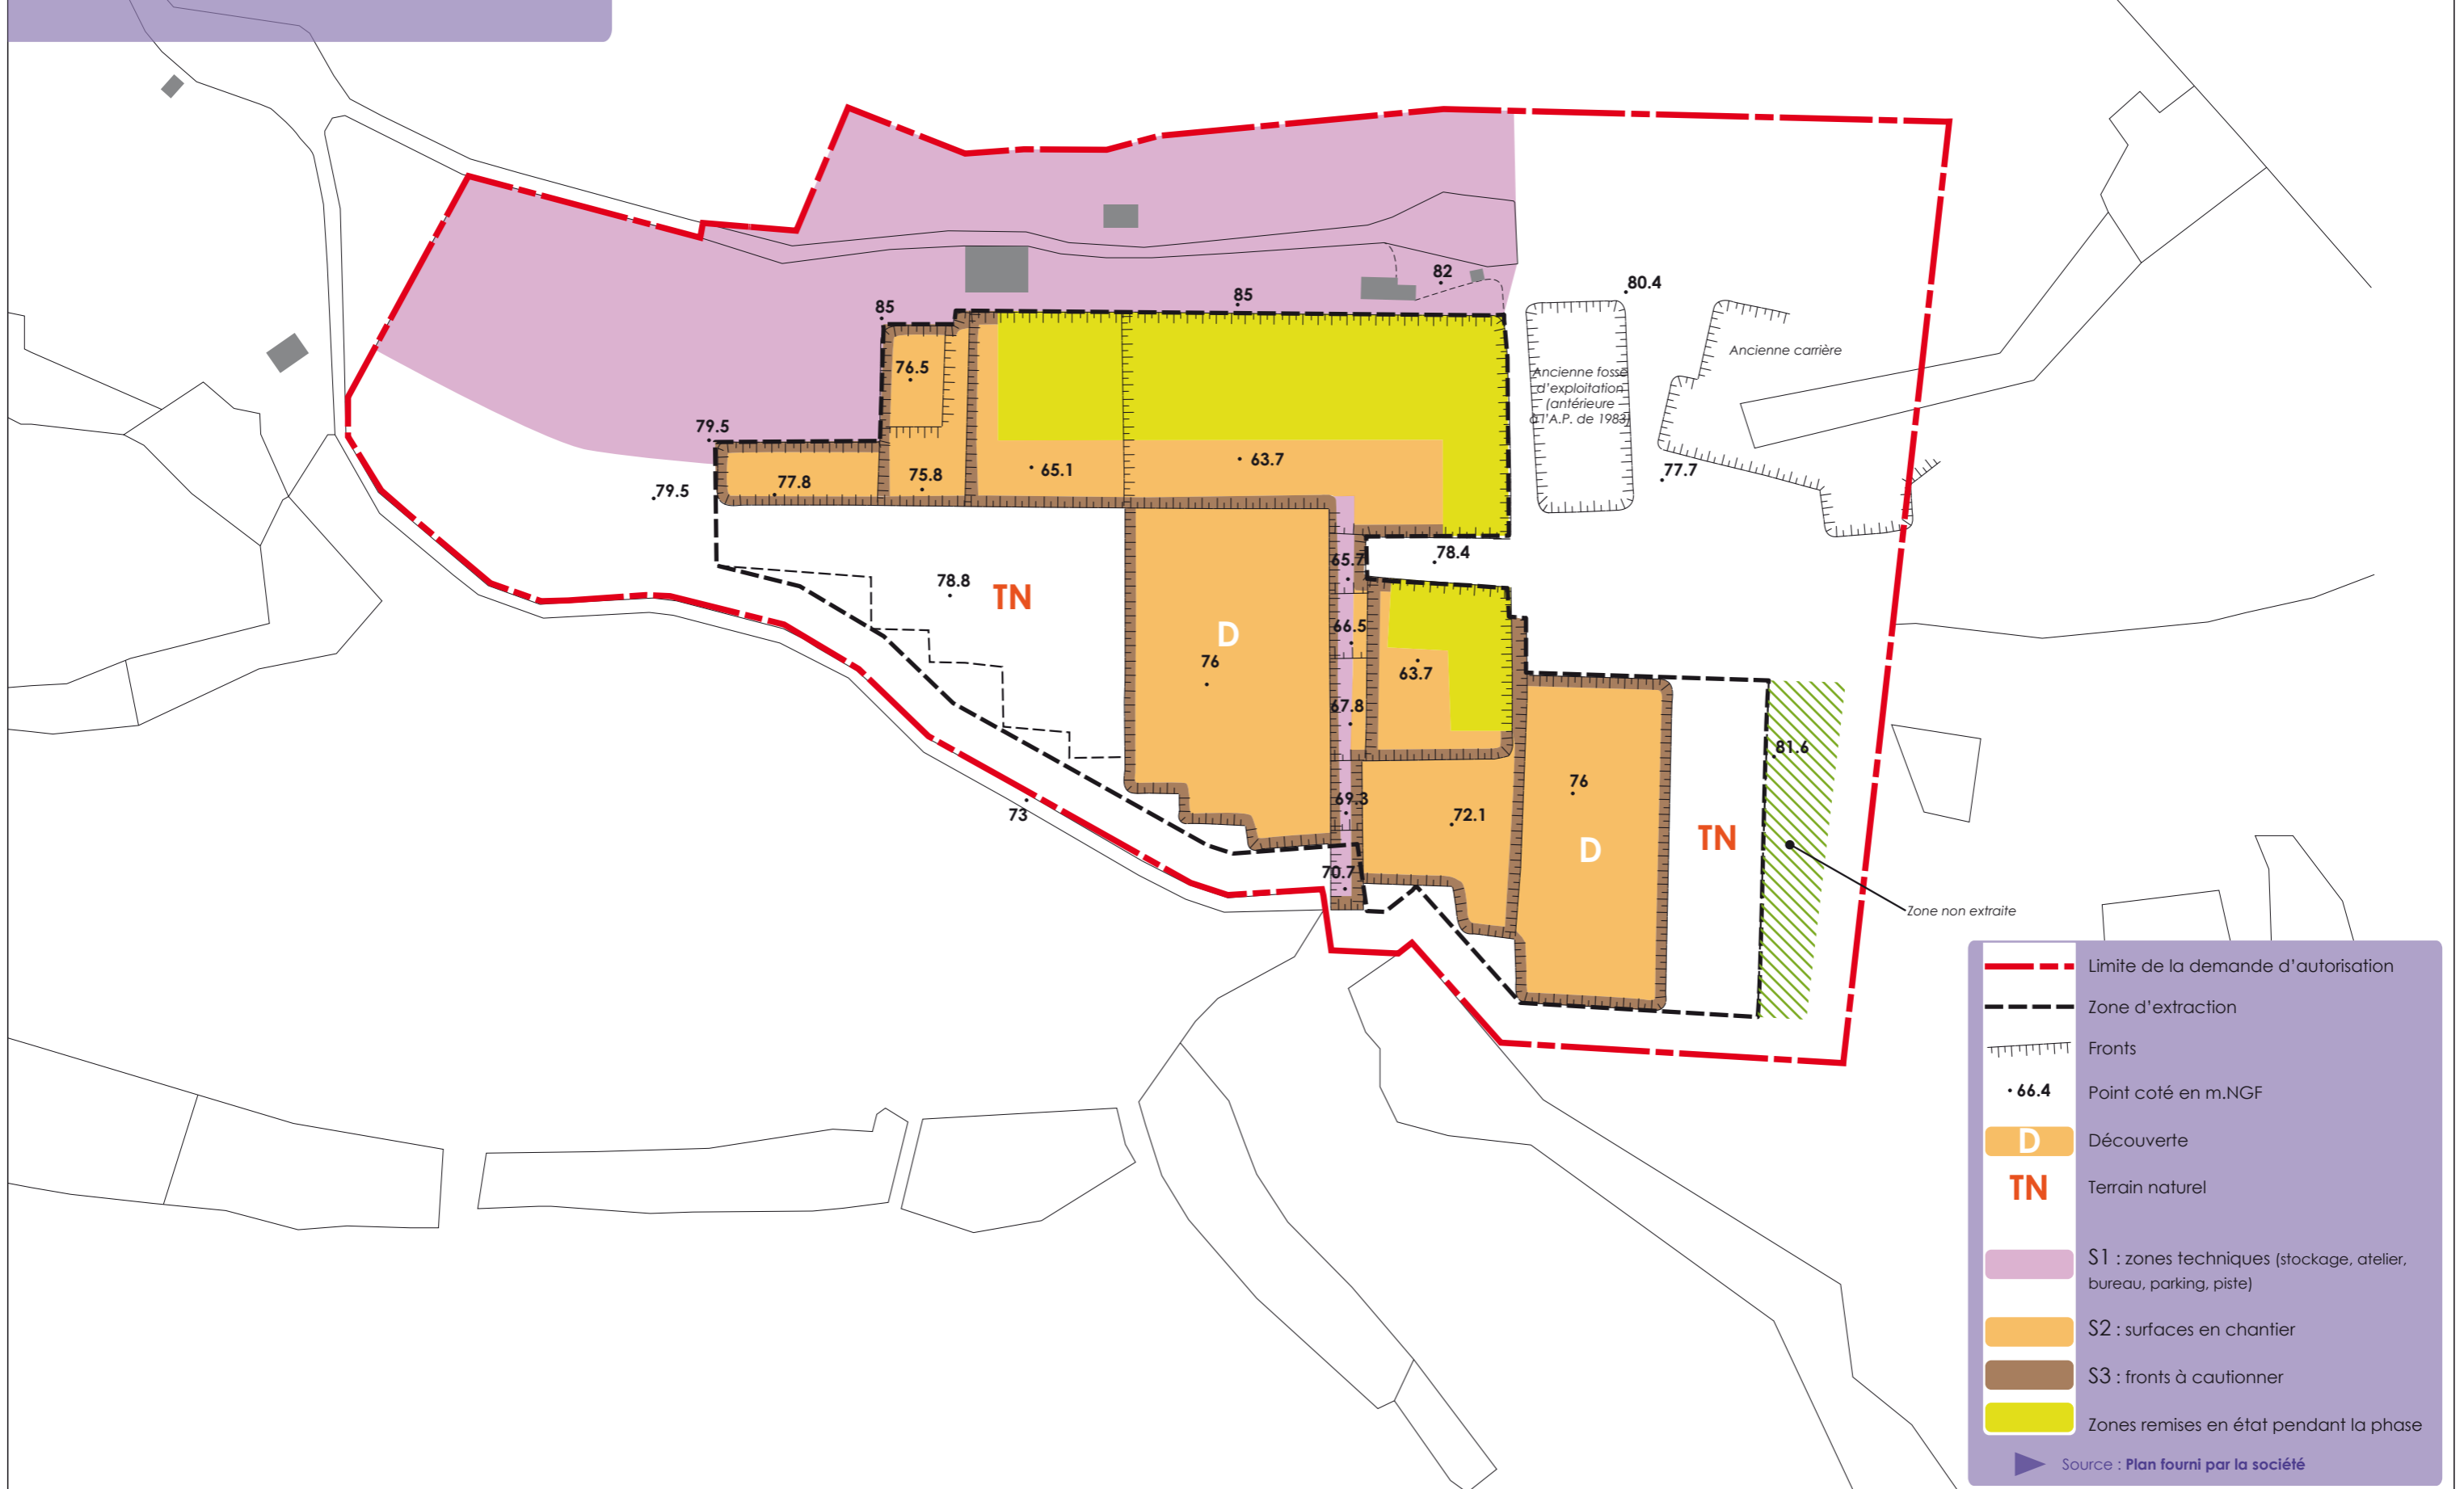 82
80.4
85
85
76.5
Ancienne carrière
Ancienne fosse
d'exploitation
(antérieure
à l'A.P. de 1983)
79.5
79.5
77.8
75.8
65.1
63.7
77.7
65.7
78.4
78.8
TN
D
76
66.5
63.7
67.8
81.6
73
69.3
72.1
76
D
TN
70.7
Zone non extraite
Limite de la demande d'autorisation
Zone d'extraction
Fronts
66.4 Point coté en m.NGF
D Découverte
TN Terrain naturel
S1 : zones techniques (stockage, atelier,
bureau, parking, piste)
S2 : surfaces en chantier
S3 : fronts à cautionner
Zones remises en état pendant la phase
Source : Plan fourni par la société